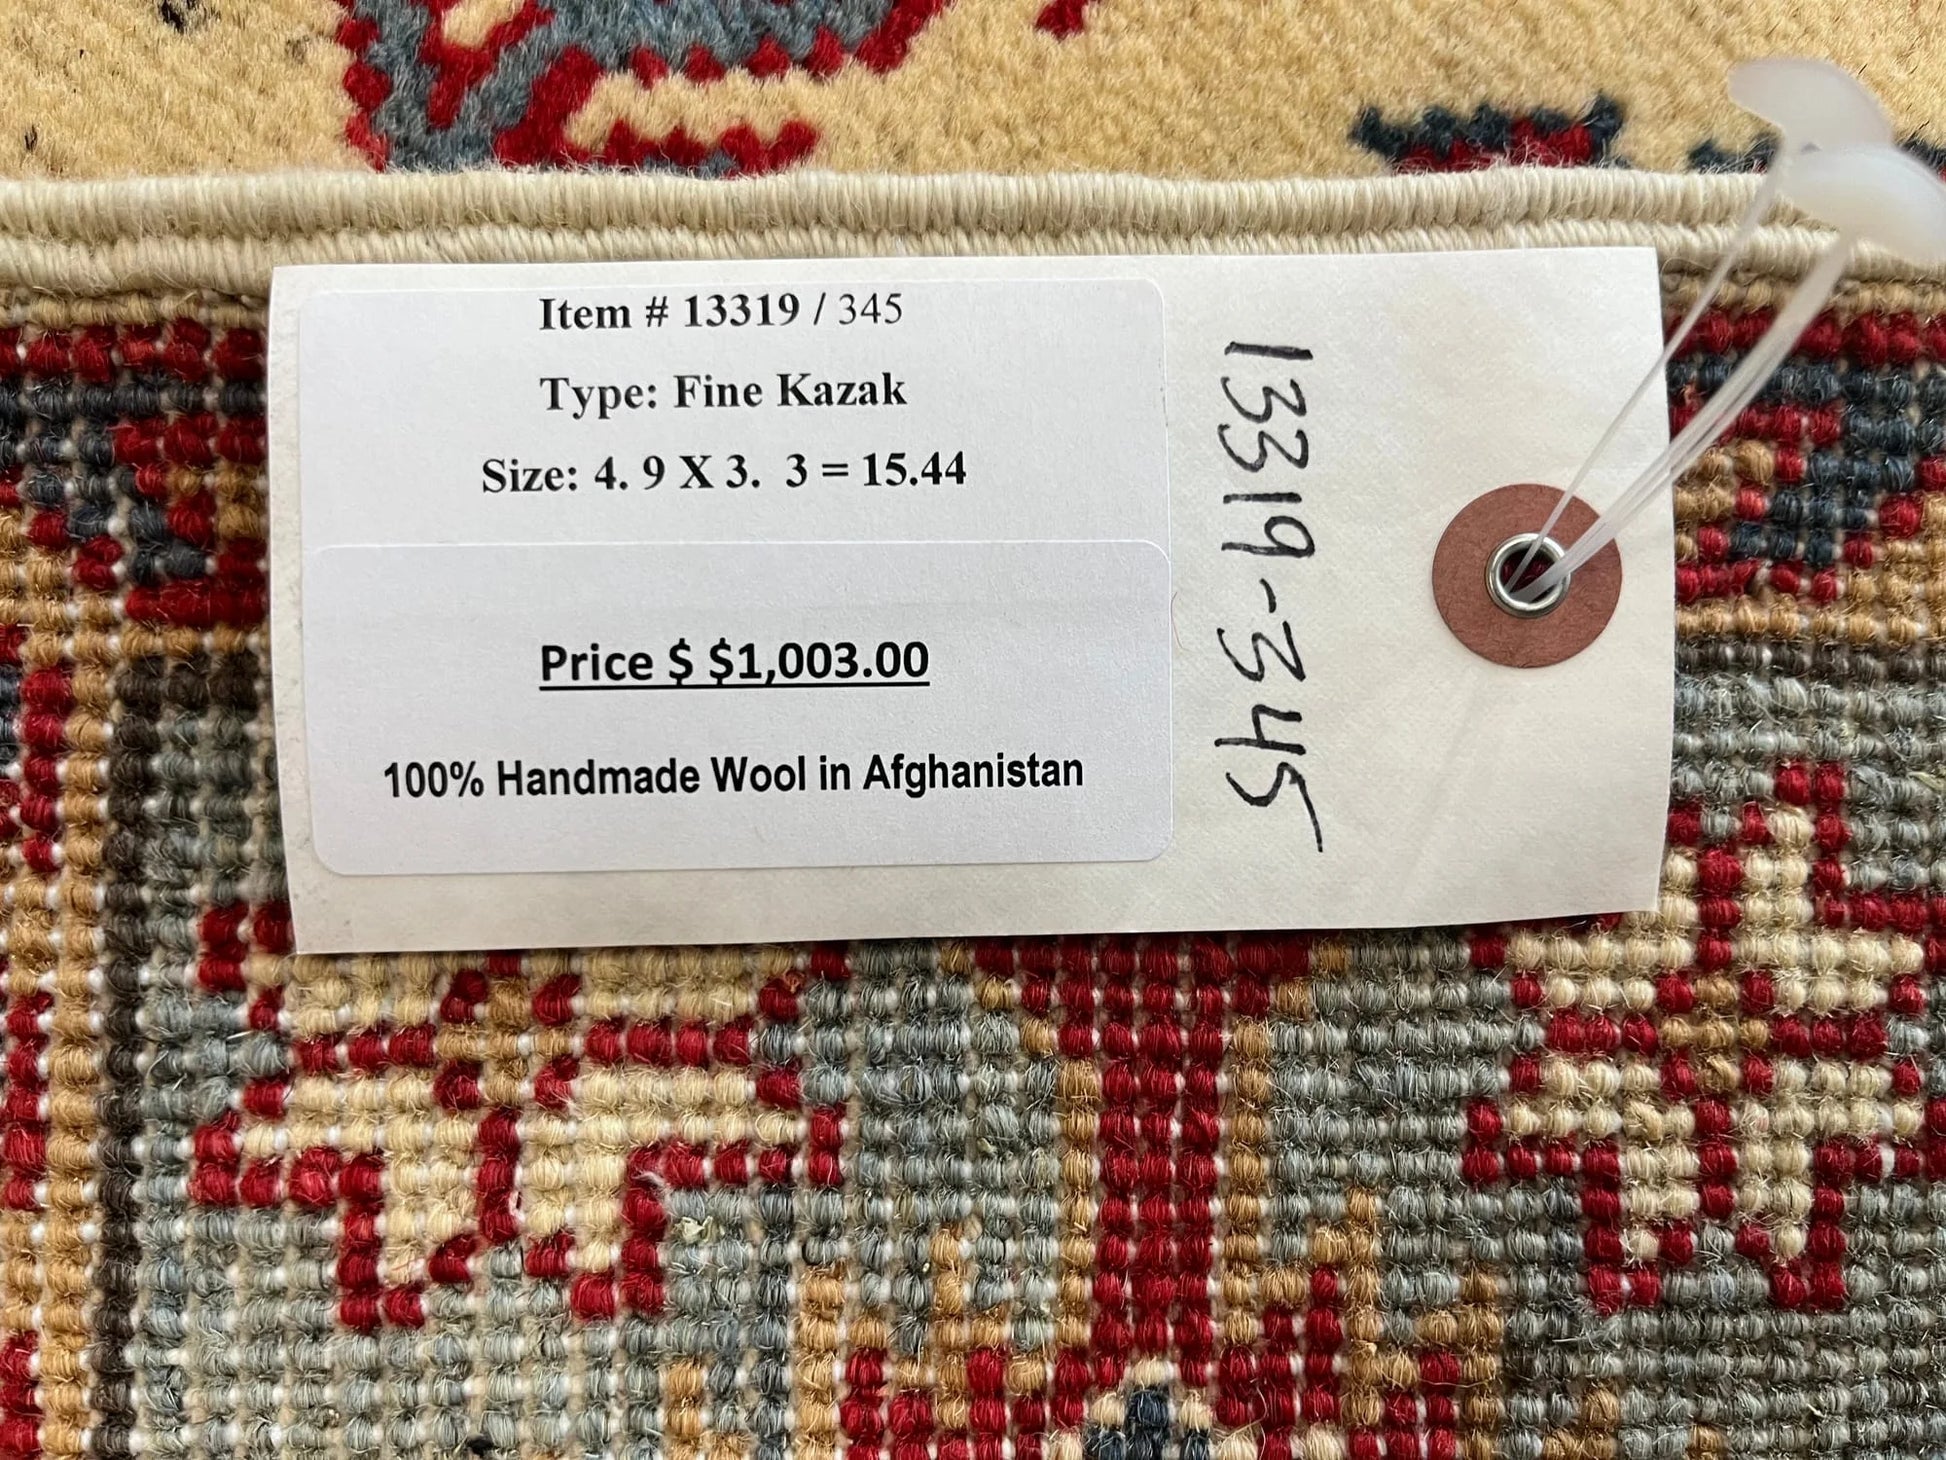 Item # 13319 / 345
Type: Fine Kazak
Size: 4. 9 X 3.  3 = 15.44
Price $ $1,003.00
100% Handmade Wool in Afghanistan
13319-345